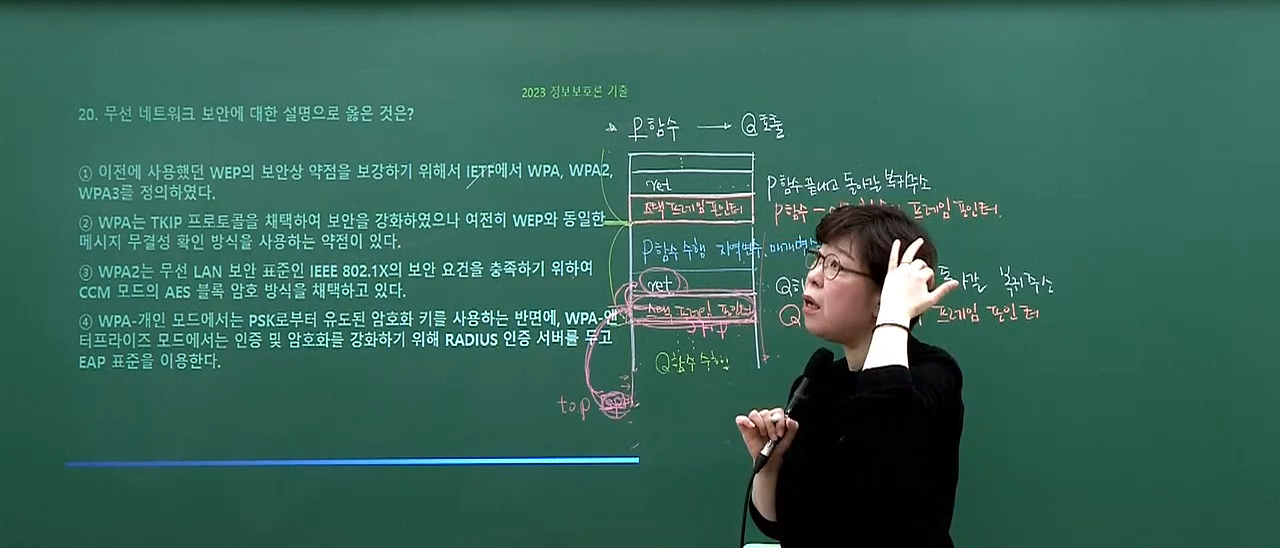 2023 정보보호론 기출
20. 무선 네트워크 보안에 대한 설명으로 옳은 것은?
① 이전에 사용했던 WEP의 보안상 약점을 보강하기 위해서 IETF에서 WPA, WPA2,
WPA3를 정의하였다.
② WPA는 TKIP 프로토콜을 채택하여 보안을 강화하였으나 여전히 WEP와 동일한
메시지 무결성 확인 방식을 사용하는 약점이 있다.
③ WPA2는 무선 LAN 보안 표준인 IEEE 802.1X의 보안 요건을 충족하기 위하여
CCM 모드의 AES 블록 암호 방식을 채택하고 있다.
④ WPA-개인 모드에서는 PSK로부터 유도된 암호화 키를 사용하는 반면에, WPA-엔
터프라이즈 모드에서는 인증 및 암호화를 강화하기 위해 RADIUS 인증 서버를 두고
EAP 표준을 이용한다.
P함수 → Q호출
ret
P함수 끝내고 돌아갈 복귀주소
스택 프레임 포인터
P함수 프레임 포인터
P함수 수행 지역변수, 매개변수
ret
Q 돌아갈 복귀주소
스택 프레임 포인터
Q 프레임 포인터
Q함수 수행
top